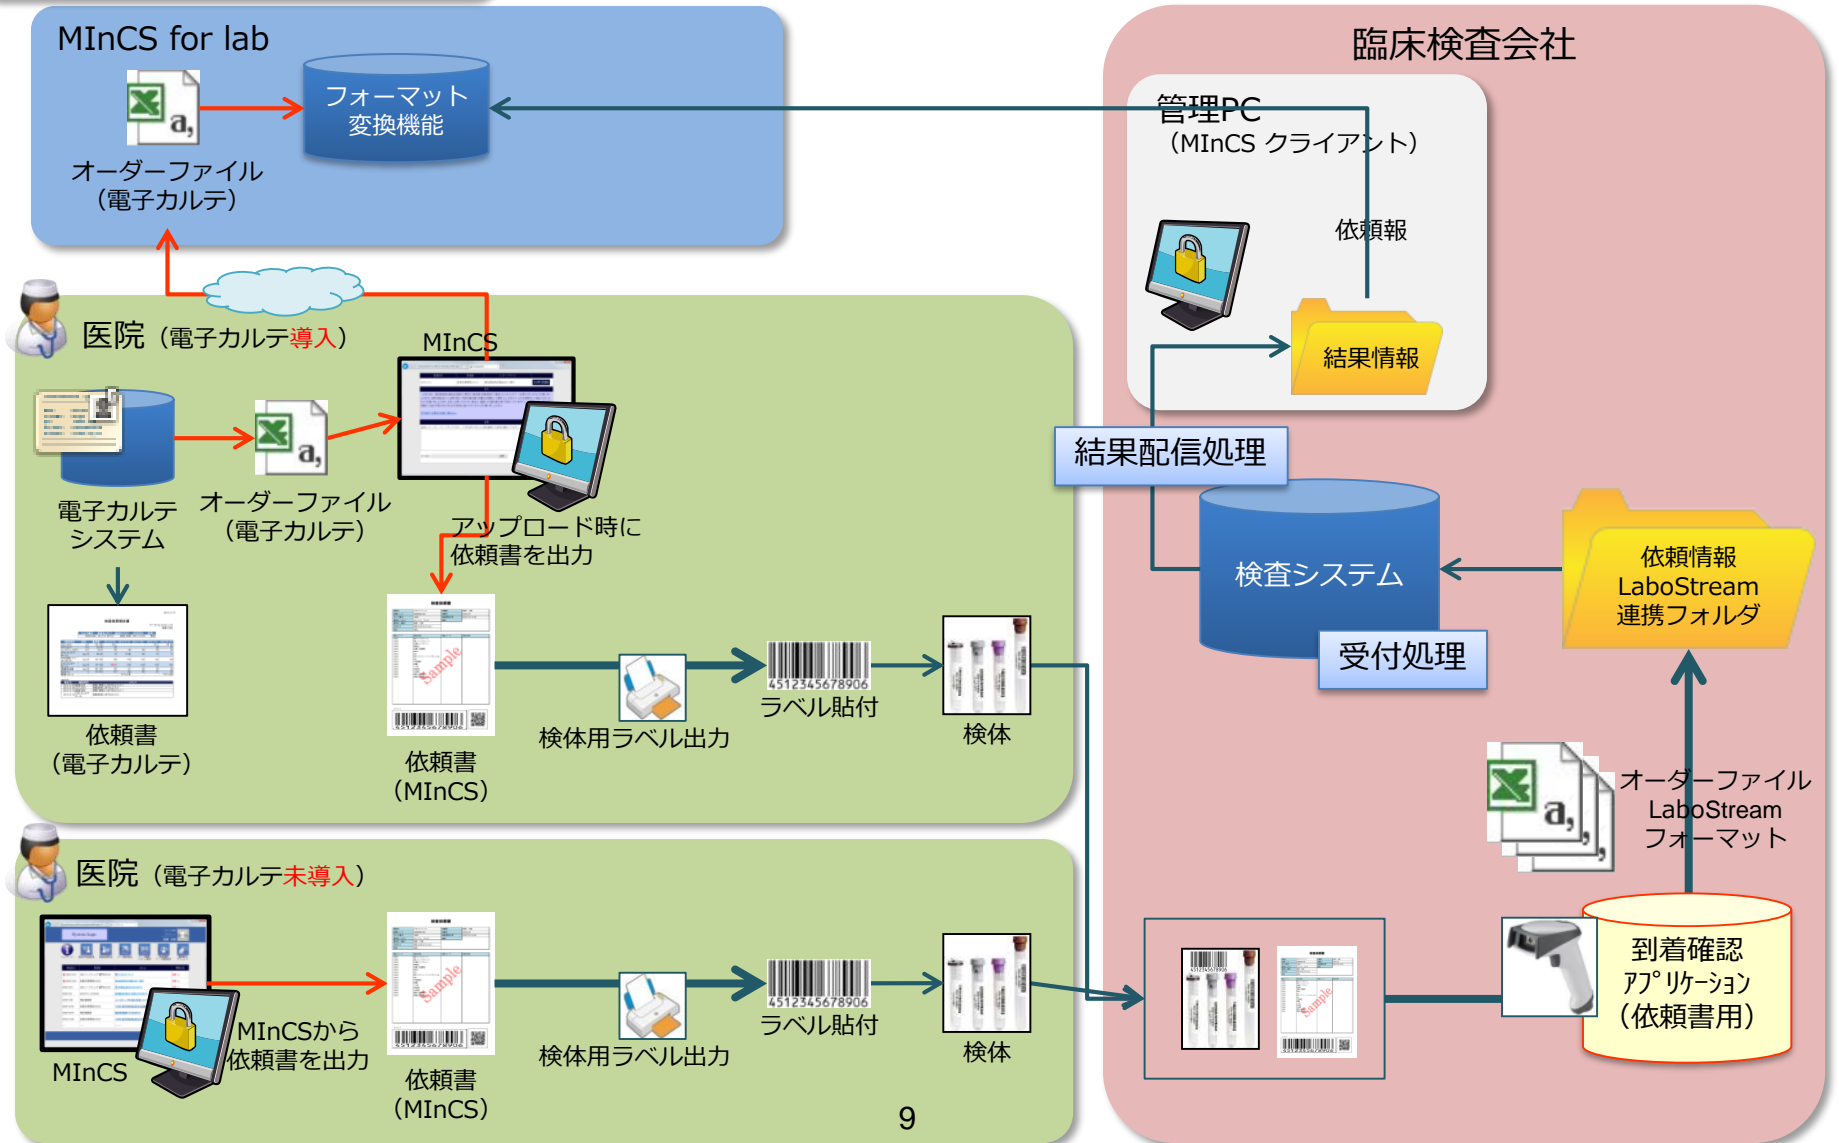 MInCS for lab
フォーマット
変換機能
a,
オーダーファイル
（電子カルテ）
臨床検査会社
管理PC
（MInCS クライアント）
依頼報
結果情報
結果配信処理
検査システム
受付処理
依頼情報
LaboStream
連携フォルダ
a,
オーダーファイル
LaboStream
フォーマット
到着確認
ｱﾌﾟﾘｹｰｼｮﾝ
（依頼書用）
医院（電子カルテ導入）
MInCS
電子カルテ
システム
a,
オーダーファイル
（電子カルテ）
アップロード時に
依頼書を出力
依頼書
（電子カルテ）
Sample
4512345678906
依頼書
（MInCS）
検体用ラベル出力
4512345678906
ラベル貼付
検体
医院（電子カルテ未導入）
MInCS
MInCSから
依頼書を出力
Sample
4512345678906
依頼書
（MInCS）
検体用ラベル出力
4512345678906
ラベル貼付
検体
4512345678906
Sample
9